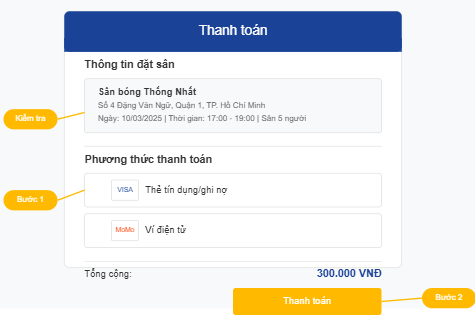 Thanh toán
Thông tin đặt sân
Sân bóng Thống Nhất
Số 4 Đặng Văn Ngữ, Quận 1, TP. Hồ Chí Minh
Kiểm tra
Ngày: 10/03/2025 | Thời gian: 17:00 - 19:00 | Sân 5 người
Phương thức thanh toán
VISA Thẻ tín dụng/ghi nợ
Bước 1
MoMo Ví điện tử
Tổng cộng: 300.000 VNĐ
Thanh toán
Bước 2